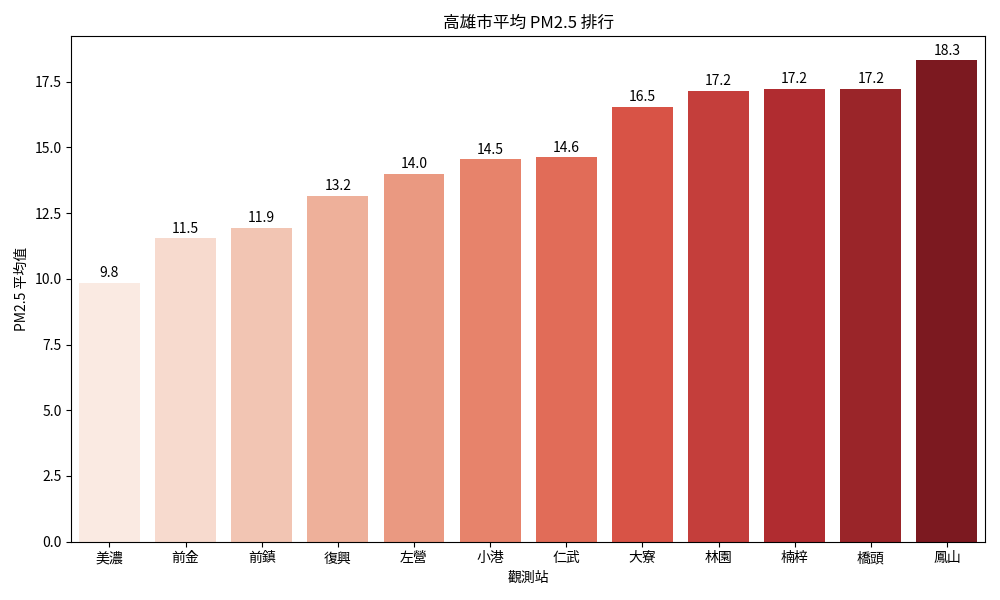 高雄市平均 PM2.5 排行
PM2.5 平均值
17.5
15.0
12.5
10.0
7.5
5.0
2.5
0.0
9.8
11.5
11.9
13.2
14.0
14.5
14.6
16.5
17.2
17.2
17.2
18.3
美濃
前金
前鎮
復興
左營
小港
仁武
大寮
林園
楠梓
橋頭
鳳山
觀測站